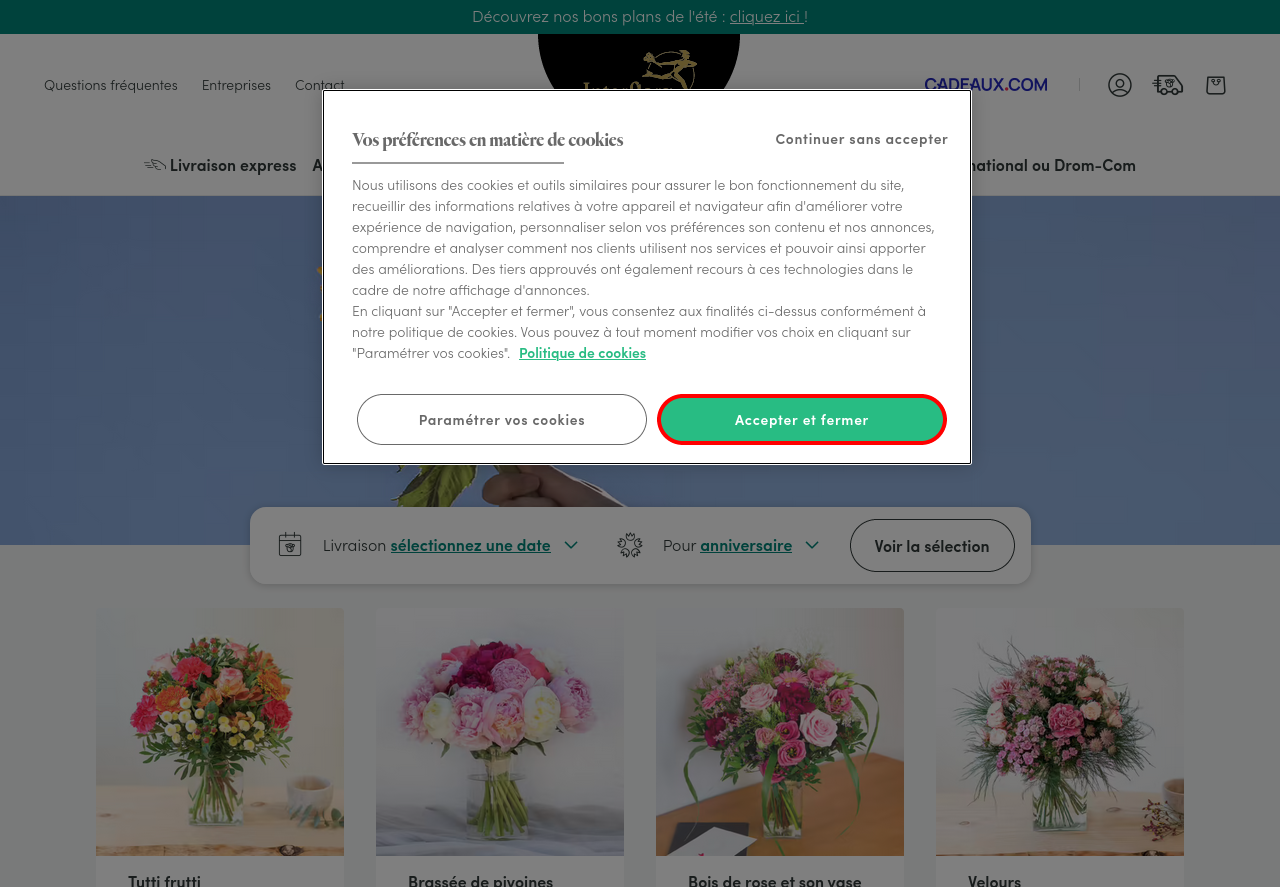 Découvrez nos bons plans de l'été : cliquez ici !
Questions fréquentes Entreprises Contact
CADEAUX.COM
Livraison express
national ou Drom-Com
Vos préférences en matière de cookies
Continuer sans accepter
Nous utilisons des cookies et outils similaires pour assurer le bon fonctionnement du site,
recueillir des informations relatives à votre appareil et navigateur afin d'améliorer votre
expérience de navigation, personnaliser selon vos préférences son contenu et nos annonces,
comprendre et analyser comment nos clients utilisent nos services et pouvoir ainsi apporter
des améliorations. Des tiers approuvés ont également recours à ces technologies dans le
cadre de notre affichage d'annonces.
En cliquant sur "Accepter et fermer", vous consentez aux finalités ci-dessus conformément à
notre politique de cookies. Vous pouvez à tout moment modifier vos choix en cliquant sur
"Paramétrer vos cookies". Politique de cookies
Paramétrer vos cookies
Accepter et fermer
Livraison sélectionnez une date
Pour anniversaire
Voir la sélection
Tutti frutti
Brassée de pivoines
Bois de rose et son vase
Velours